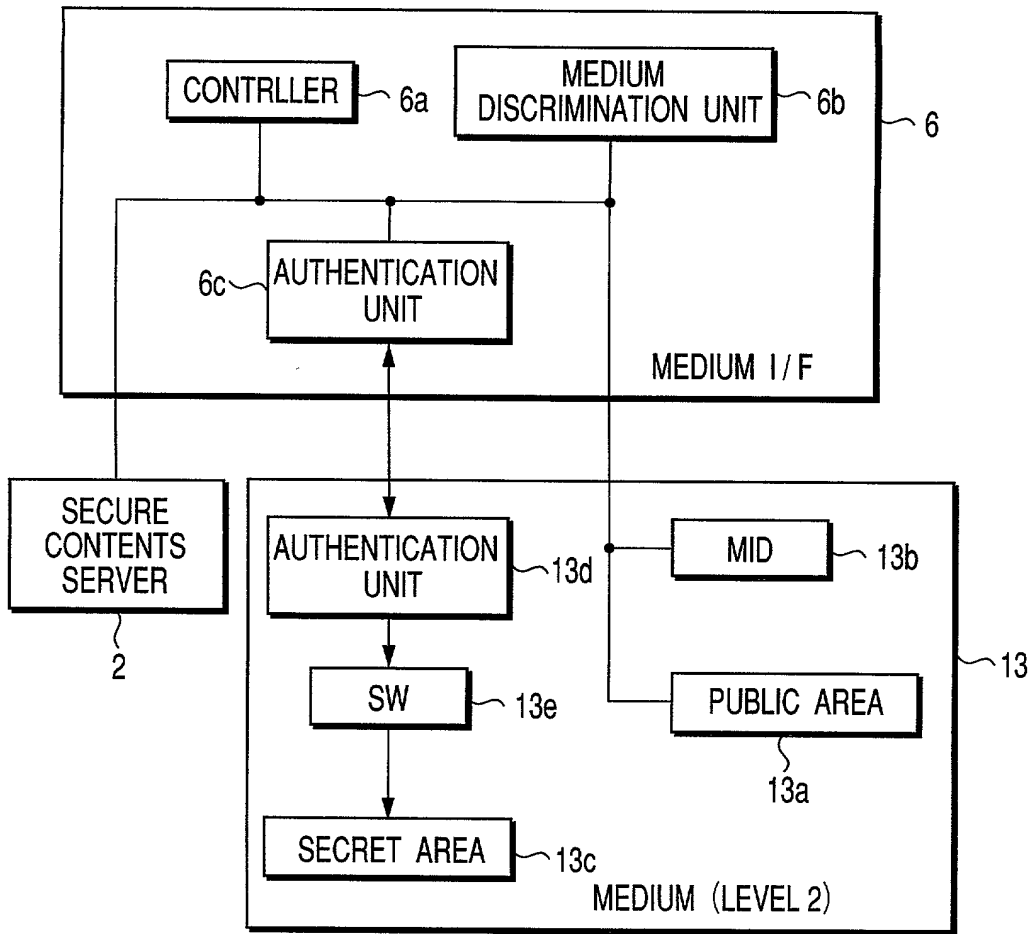 CONTRLLER
6a
MEDIUM
DISCRIMINATION UNIT
6b
6
AUTHENTICATION
UNIT
6c
MEDIUM I/F
SECURE
CONTENTS
SERVER
2
AUTHENTICATION
UNIT
13d
MID
13b
13
SW
13e
PUBLIC AREA
13a
SECRET AREA
13c
MEDIUM (LEVEL 2)